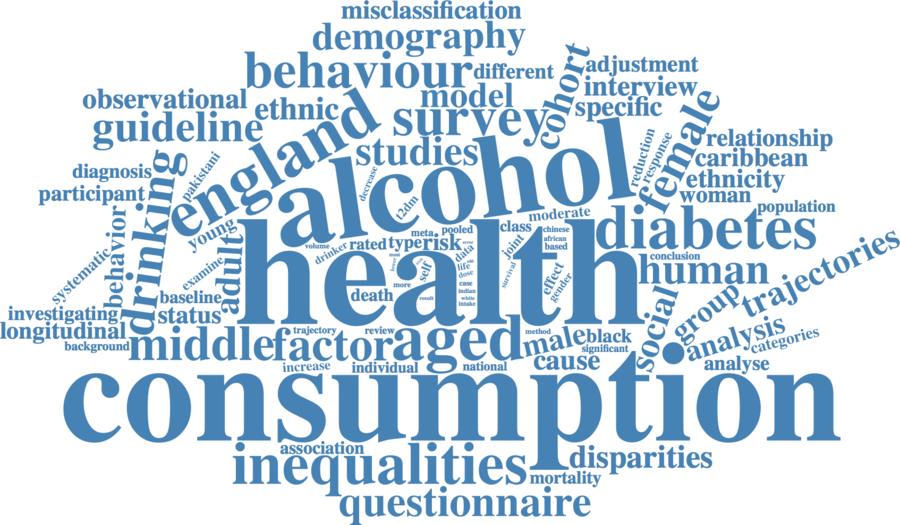 misclassification
demography
behaviour
different
adjustment
cohort
interview
observational
ethnic
model
specific
guideline
england
survey
female
studies
alcohol
reduction
response
relationship
caribbean
ethnicity
woman
population
diagnosis
pakistani
participant
drinking
decrease
t2dm
moderate
young
behavior
systematic
examine
adult
volume
drinker
rated
meta
pooled
type
risk
class
joint
chinese
african
based
diabetes
health
data
error
life
dose
case
indian
white
intake
self
most
more
result
death
survival
effect
gender
conclusion
human
trajectories
investigating
baseline
status
longitudinal
background
middle
factor
trajectory
review
aged
method
male
black
significant
social
group
analysis
categories
increase
individual
national
cause
analyse
consumption
association
inequalities
disparities
mortality
questionnaire